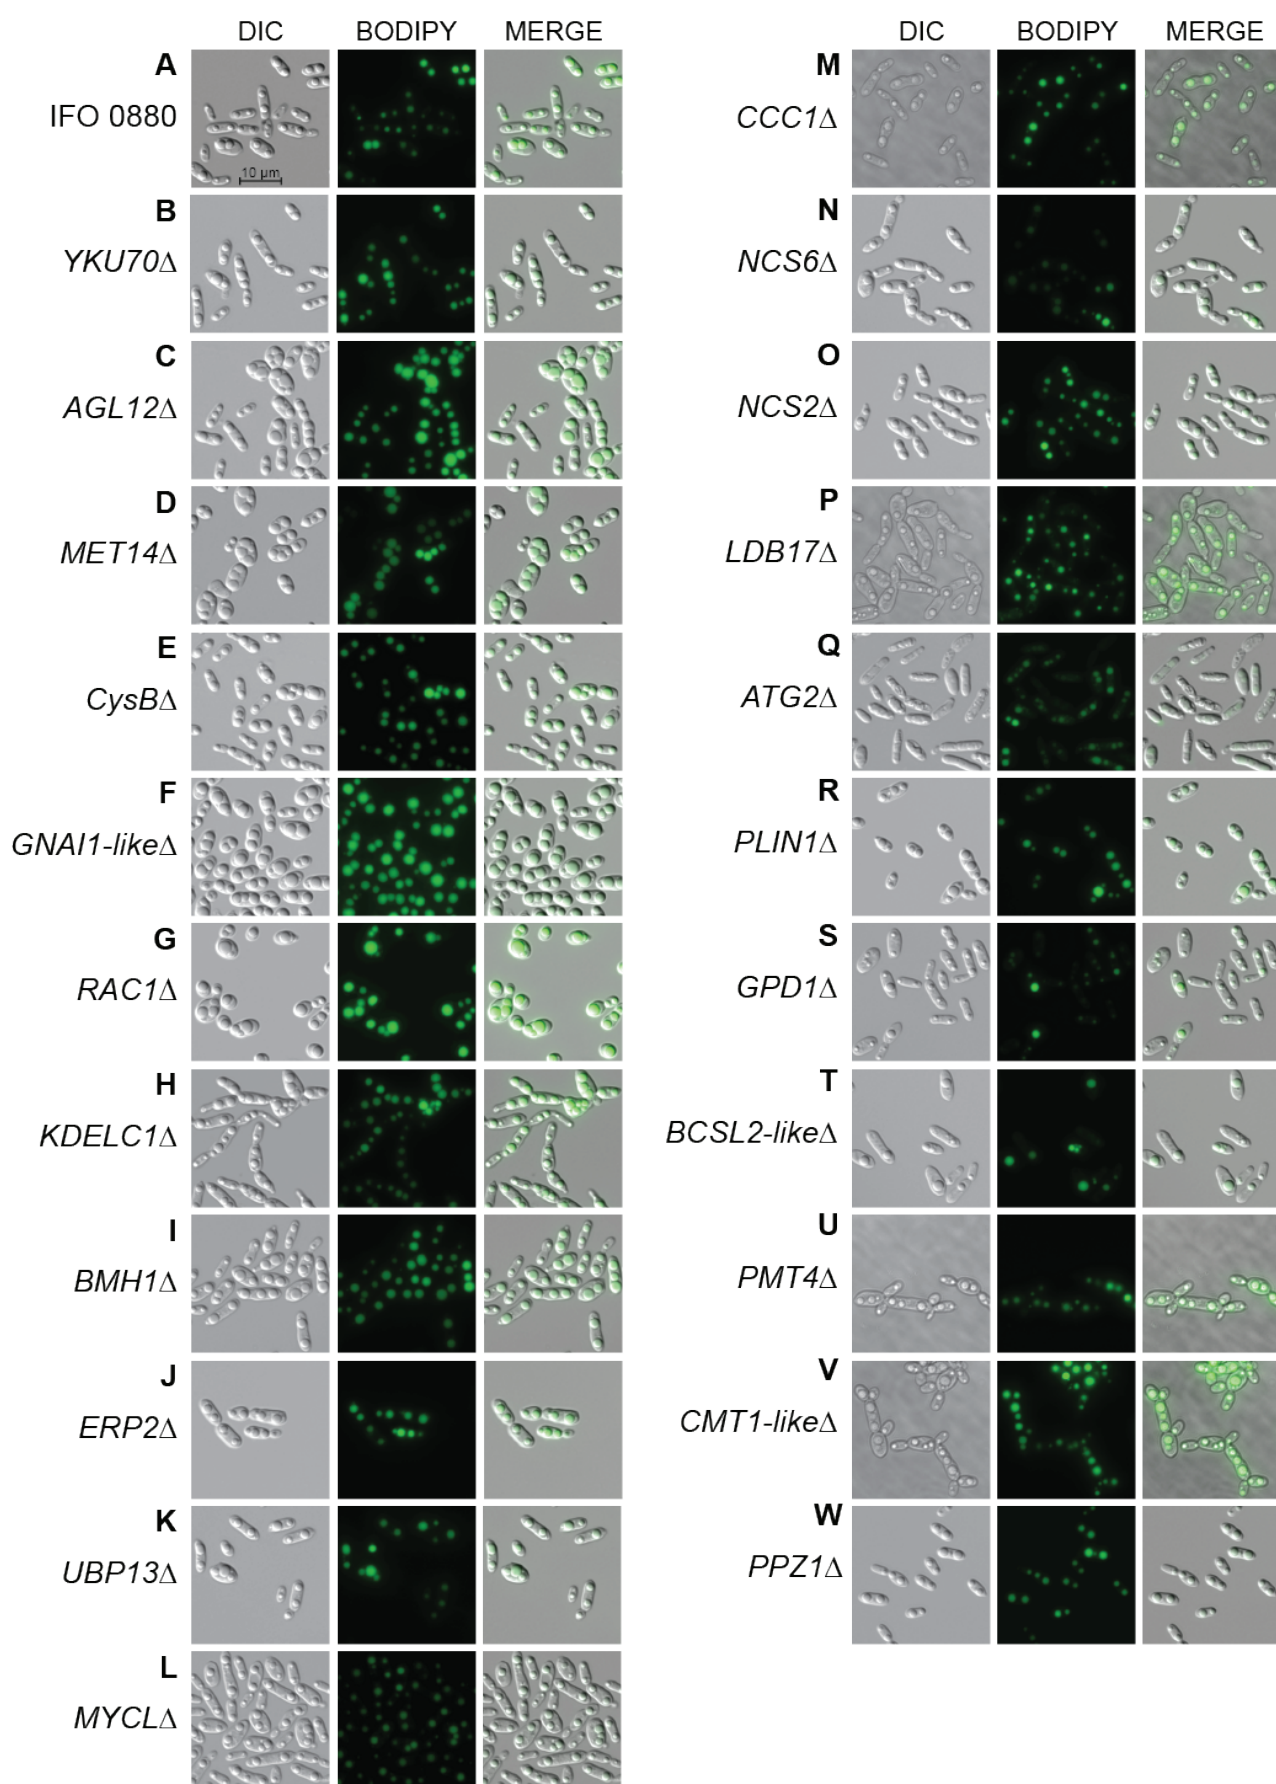 DIC BODIPY MERGE
A
IFO 0880
10 µm
B
YKU70Δ
C
AGL12Δ
D
MET14Δ
E
CysBΔ
F
GNAI1-likeΔ
G
RAC1Δ
H
KDELC1Δ
I
BMH1Δ
J
ERP2Δ
K
UBP13Δ
L
MYCLΔ
DIC BODIPY MERGE
M
CCC1Δ
N
NCS6Δ
O
NCS2Δ
P
LDB17Δ
Q
ATG2Δ
R
PLIN1Δ
S
GPD1Δ
T
BCSL2-likeΔ
U
PMT4Δ
V
CMT1-likeΔ
W
PPZ1Δ